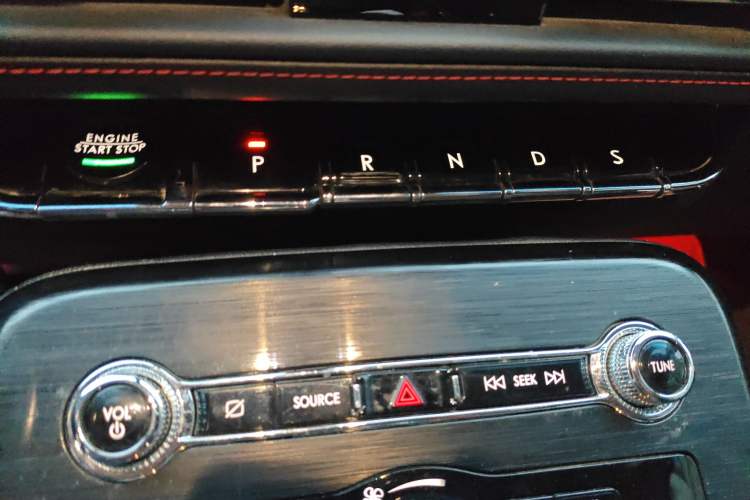 ENGINE
START STOP
P R N D S
VOL SOURCE SEEK TUNE